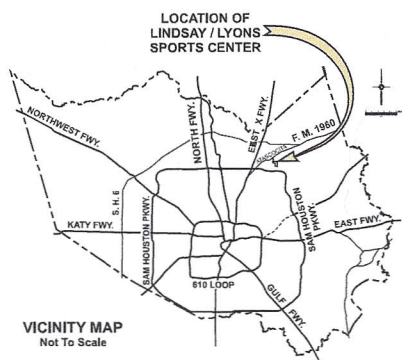 LOCATION OF
LINDSAY / LYONS
SPORTS CENTER
NORTHWEST FWY.
NORTH FWY.
EAST X FWY.
F. M. 1960
S. H. 6
SAM HOUSTON PKWY.
KATY FWY.
SAM HOUSTON
PKWY.
EAST FWY.
610 LOOP
GULF
FWY.
VICINITY MAP
Not To Scale